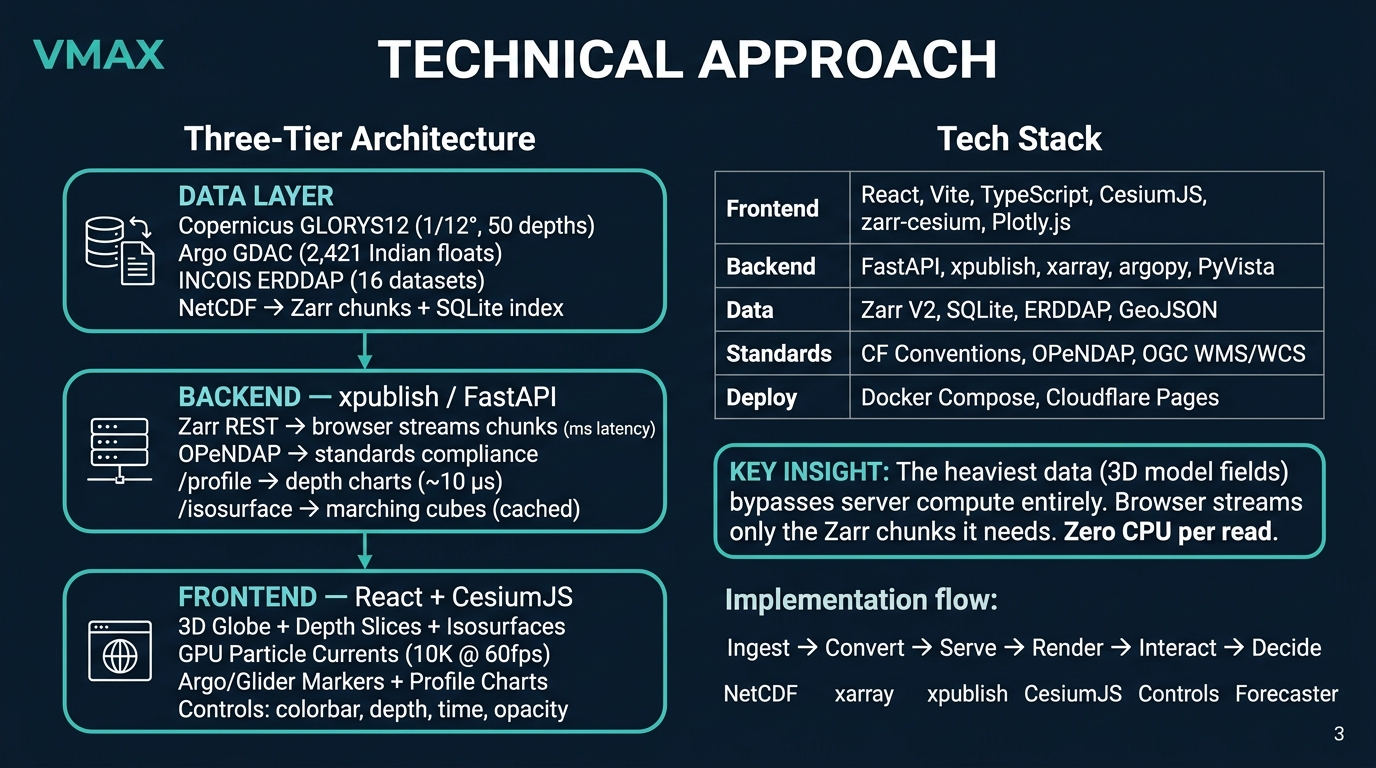 VMAX
TECHNICAL APPROACH
Three-Tier Architecture
DATA LAYER
Copernicus GLORYS12 (1/12°, 50 depths)
Argo GDAC (2,421 Indian floats)
INCOIS ERDDAP (16 datasets)
NetCDF → Zarr chunks + SQLite index
BACKEND — xpublish / FastAPI
Zarr REST → browser streams chunks (ms latency)
OPeNDAP → standards compliance
/profile → depth charts (~10 µs)
/isosurface → marching cubes (cached)
FRONTEND — React + CesiumJS
3D Globe + Depth Slices + Isosurfaces
GPU Particle Currents (10K @ 60fps)
Argo/Glider Markers + Profile Charts
Controls: colorbar, depth, time, opacity
Tech Stack
Frontend React, Vite, TypeScript, CesiumJS,
zarr-cesium, Plotly.js
Backend FastAPI, xpublish, xarray, argopy, PyVista
Data Zarr V2, SQLite, ERDDAP, GeoJSON
Standards CF Conventions, OPeNDAP, OGC WMS/WCS
Deploy Docker Compose, Cloudflare Pages
KEY INSIGHT: The heaviest data (3D model fields)
bypasses server compute entirely. Browser streams
only the Zarr chunks it needs. Zero CPU per read.
Implementation flow:
Ingest → Convert → Serve → Render → Interact → Decide
NetCDF xarray xpublish CesiumJS Controls Forecaster
3